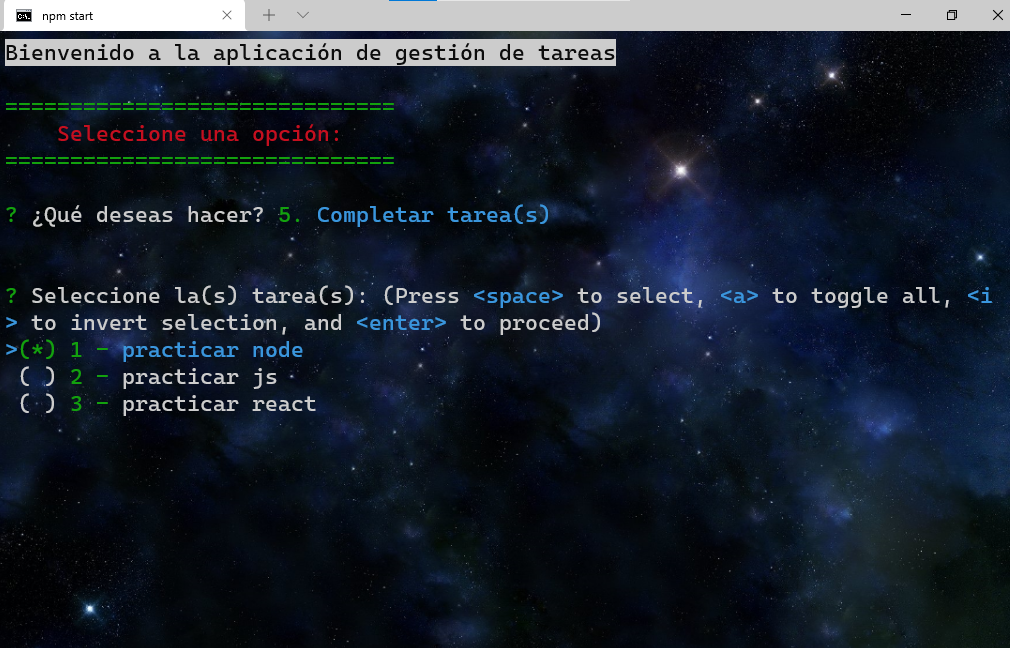 npm start
Bienvenido a la aplicación de gestión de tareas
==============================
Seleccione una opción:
==============================
? ¿Qué deseas hacer? 5. Completar tarea(s)
? Seleccione la(s) tarea(s): (Press <space> to select, <a> to toggle all, <i
> to invert selection, and <enter> to proceed)
>(*) 1 - practicar node
( ) 2 - practicar js
( ) 3 - practicar react